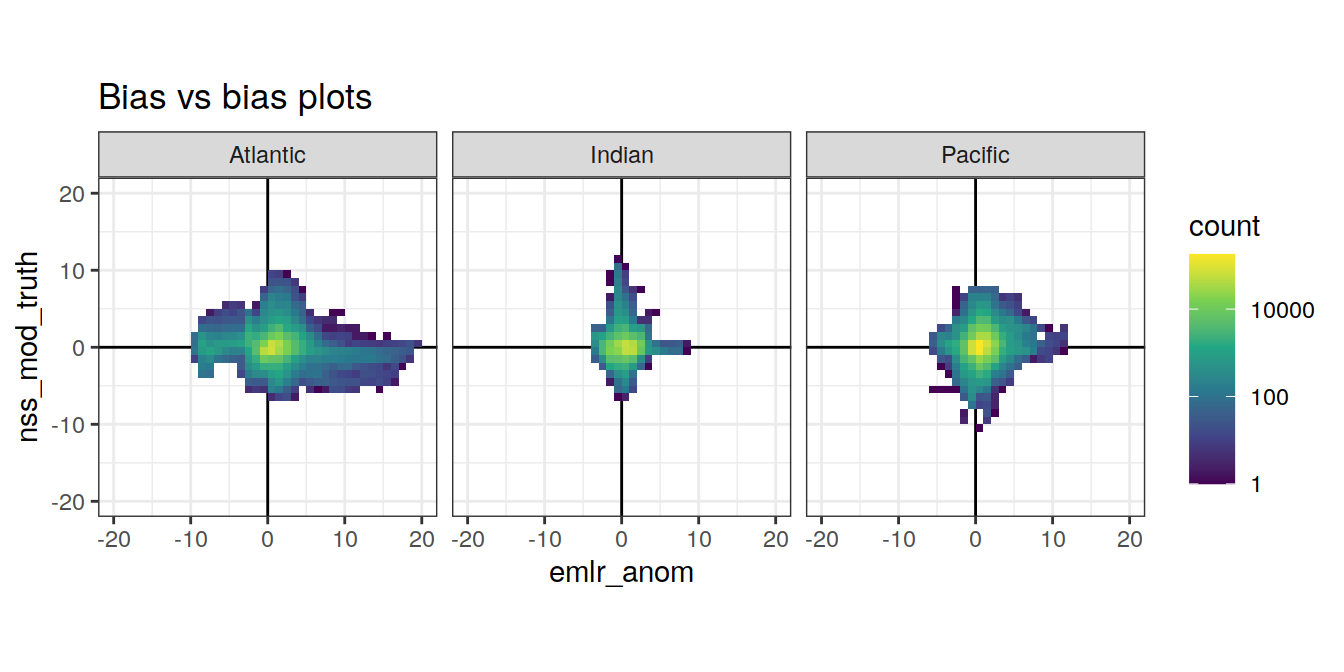 Bias vs bias plots
Atlantic Indian Pacific
nss_mod_truth
20
10
0
-10
-20
-20 -10 0 10 20 -20 -10 0 10 20 -20 -10 0 10 20
emlr_anom
count
10000
100
1